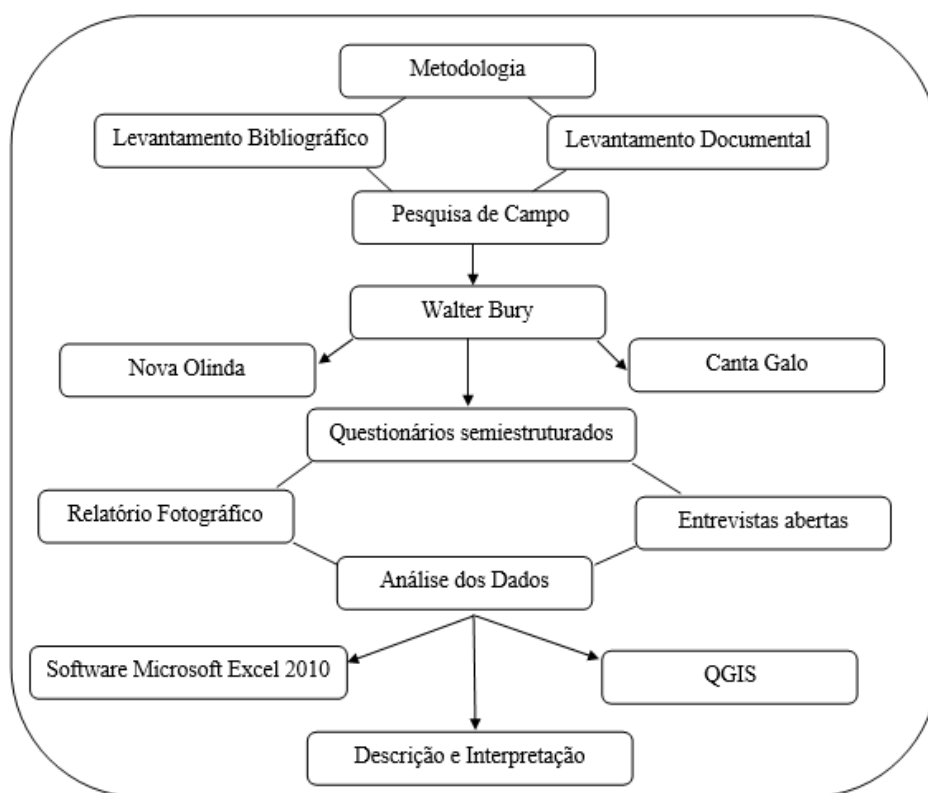 Metodologia
Levantamento Bibliográfico
Levantamento Documental
Pesquisa de Campo
Walter Bury
Nova Olinda
Canta Galo
Questionários semiestruturados
Relatório Fotográfico
Entrevistas abertas
Análise dos Dados
Software Microsoft Excel 2010
QGIS
Descrição e Interpretação